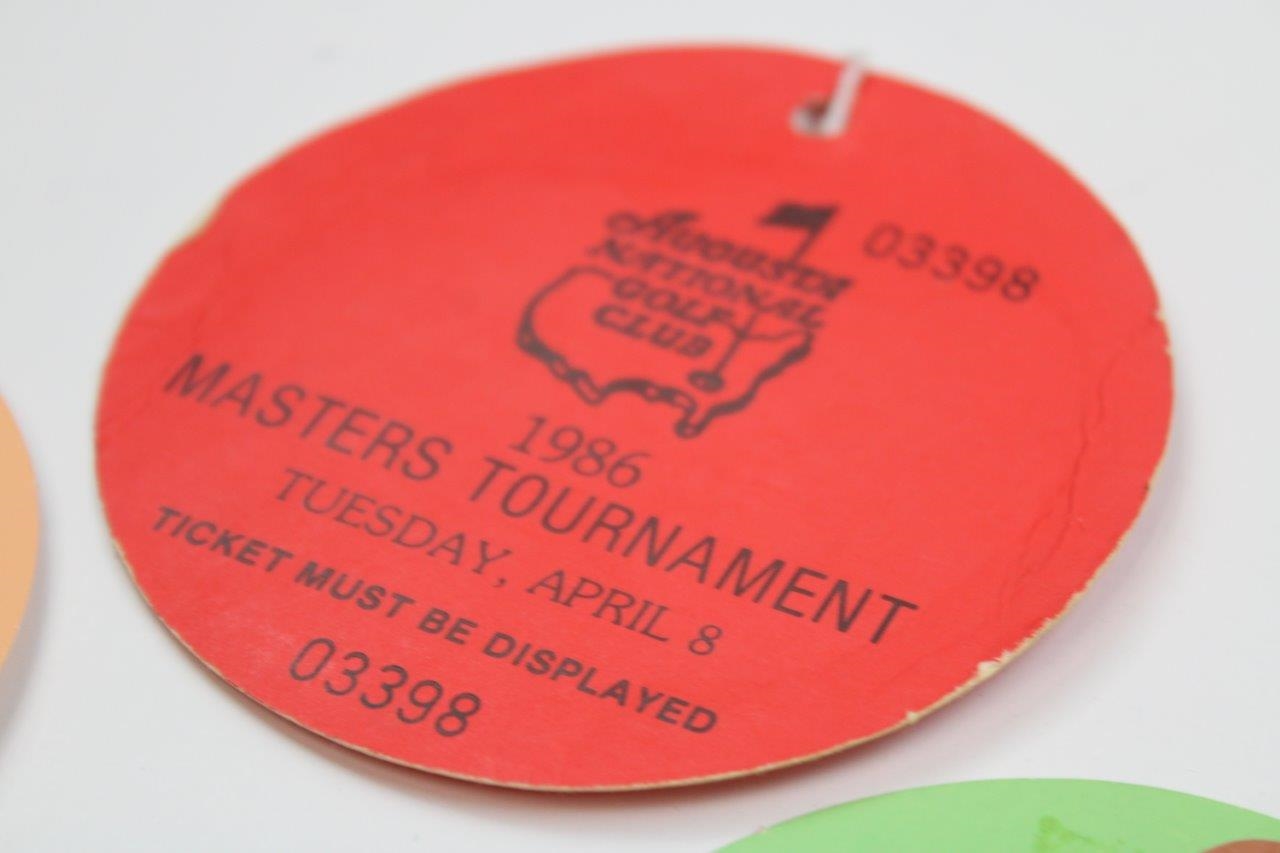 Augusta
National
Golf
Club
03398
1986
MASTERS TOURNAMENT
TUESDAY, APRIL 8
TICKET MUST BE DISPLAYED
03398